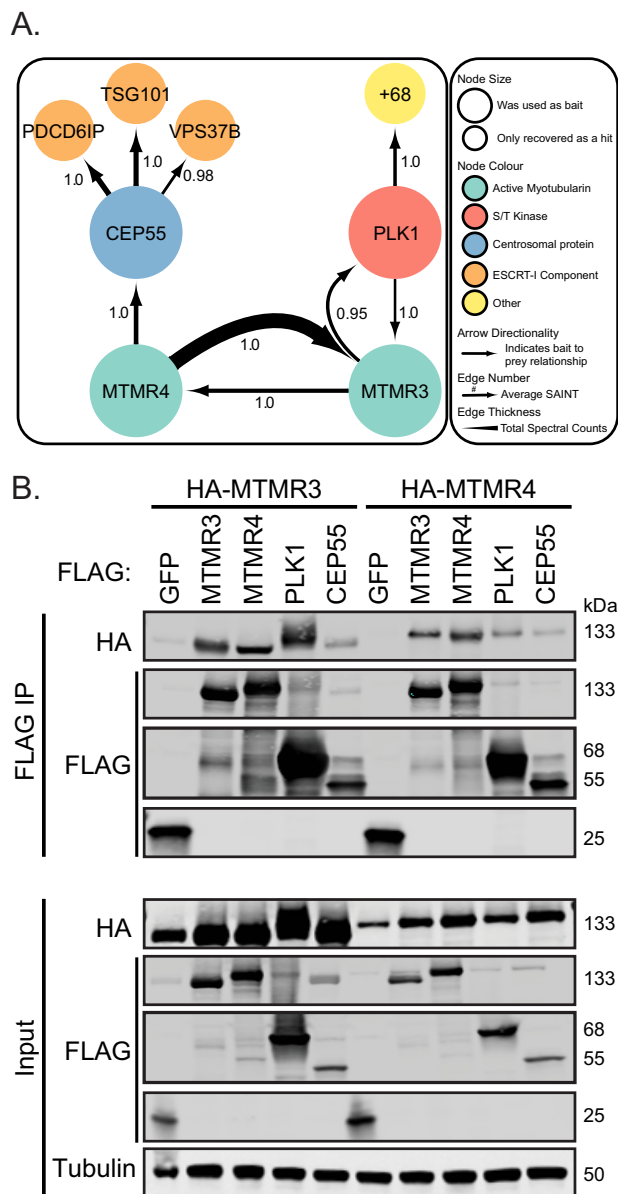 A.
TSG101
PDCD6IP
VPS37B
+68
1.0
1.0
0.98
1.0
CEP55
PLK1
1.0
0.95
1.0
1.0
MTMR4
MTMR3
1.0
Node Size
Was used as bait
Only recovered as a hit
Node Colour
Active Myotubularin
S/T Kinase
Centrosomal protein
ESCRT-I Component
Other
Arrow Directionality
Indicates bait to
prey relationship
Edge Number
#
Average SAINT
Edge Thickness
Total Spectral Counts
B.
HA-MTMR3 HA-MTMR4
FLAG: GFP MTMR3 MTMR4 PLK1 CEP55 GFP MTMR3 MTMR4 PLK1 CEP55
kDa
FLAG IP
HA 133
133
FLAG 68
55
25
Input
HA 133
133
FLAG 68
55
25
Tubulin 50